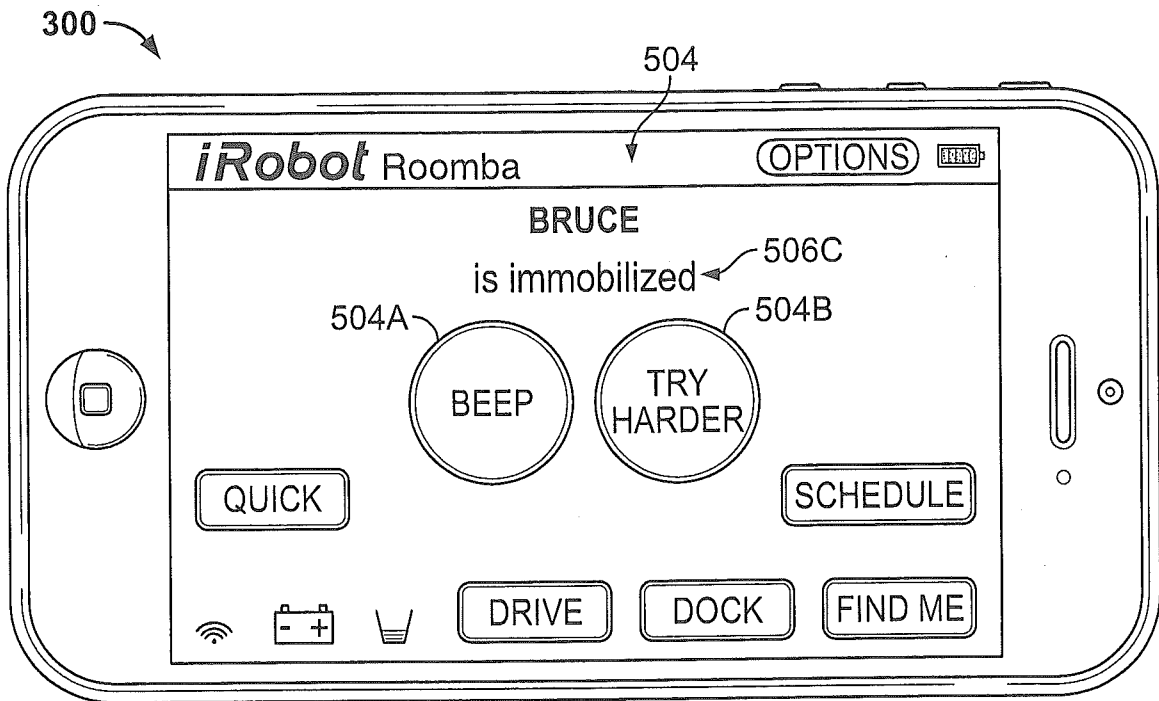 300
504
iRobot Roomba
OPTIONS
BRUCE
is immobilized
506C
504A
504B
BEEP
TRY
HARDER
QUICK
SCHEDULE
DRIVE
DOCK
FIND ME